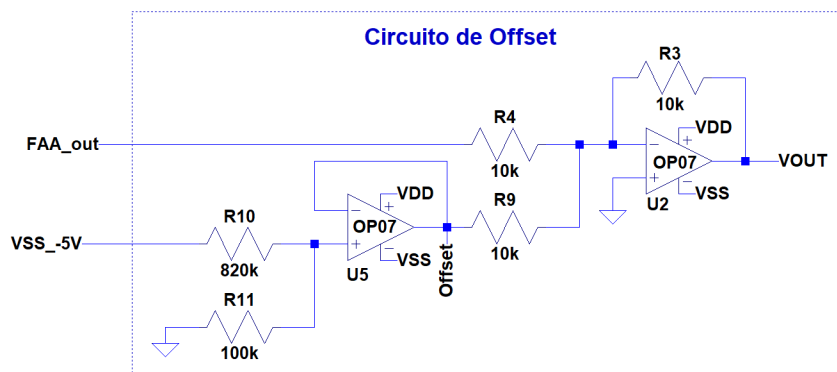 Circuito de Offset
R3
10k
R4
10k
FAA_out
VDD
OP07
VSS
U2
VOUT
VDD
OP07
VSS
U5
Offset
R9
10k
VSS_-5V
R10
820k
R11
100k